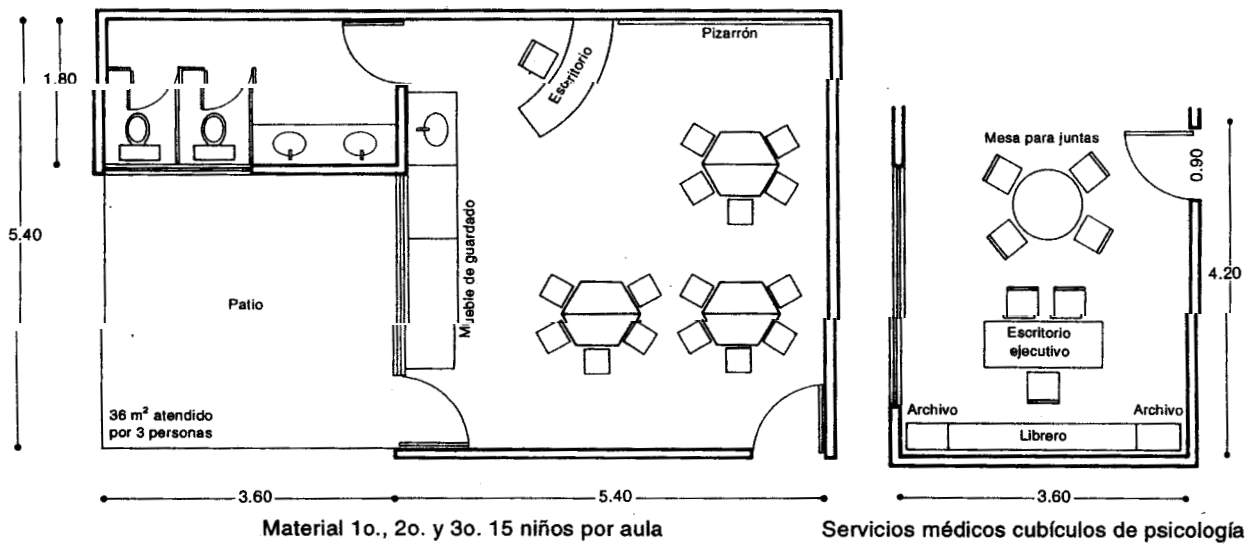 1.80
5.40
Pizarrón
Escritorio
Mueble de guardado
Patio
36 m² atendido
por 3 personas
3.60
5.40
Material 1o., 2o. y 3o. 15 niños por aula
Mesa para juntas
0.90
4.20
Escritorio
ejecutivo
Archivo
Archivo
Librero
3.60
Servicios médicos cubículos de psicología